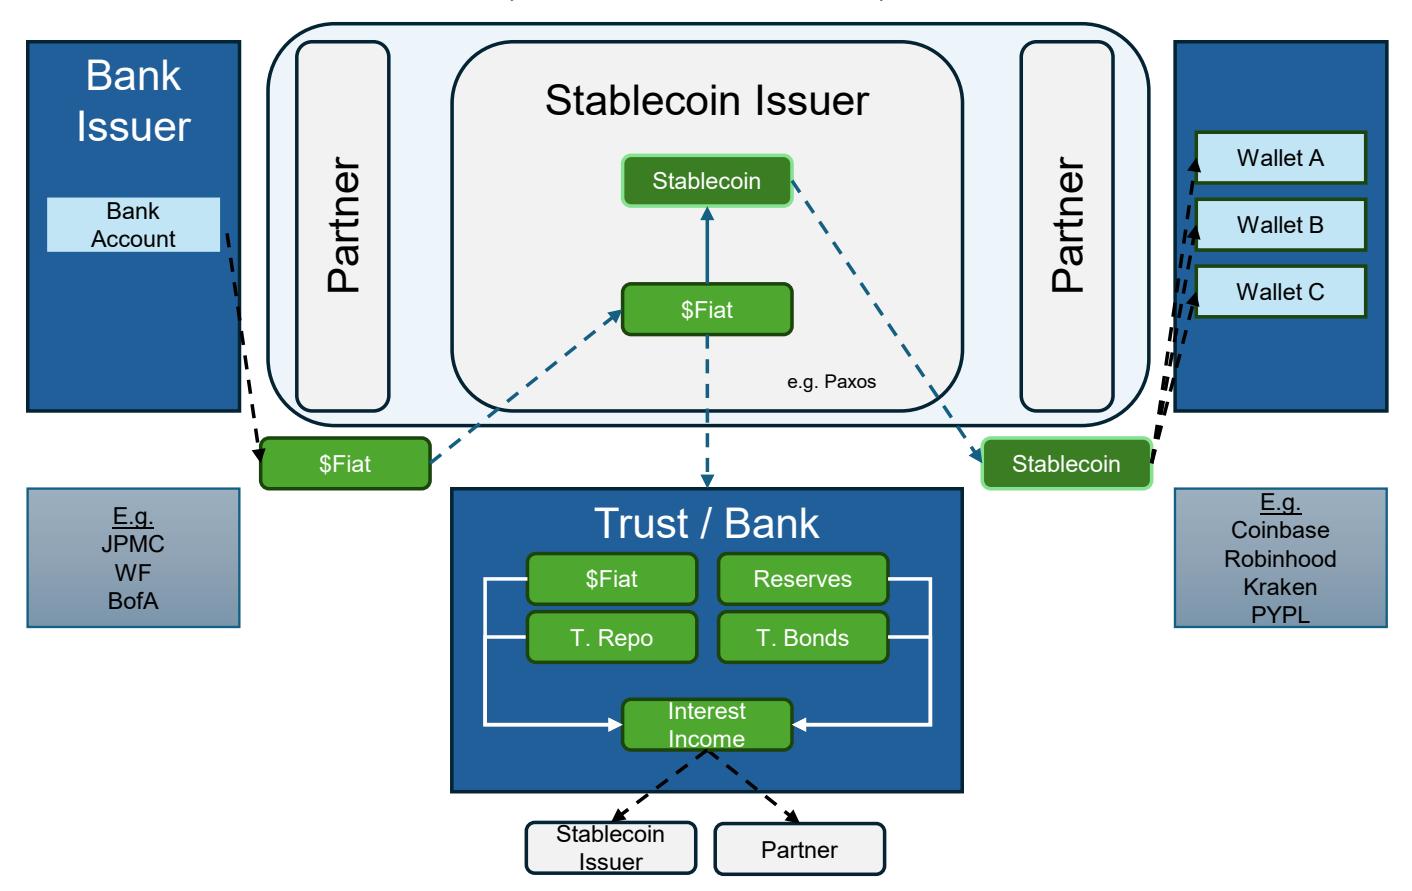 Bank
Issuer
Bank
Account
Partner
Stablecoin Issuer
Stablecoin
$Fiat
e.g. Paxos
Partner
Wallet A
Wallet B
Wallet C
$Fiat
Stablecoin
E.g.
JPMC
WF
BofA
Trust / Bank
$Fiat
Reserves
T. Repo
T. Bonds
Interest
Income
E.g.
Coinbase
Robinhood
Kraken
PYPL
Stablecoin
Issuer
Partner